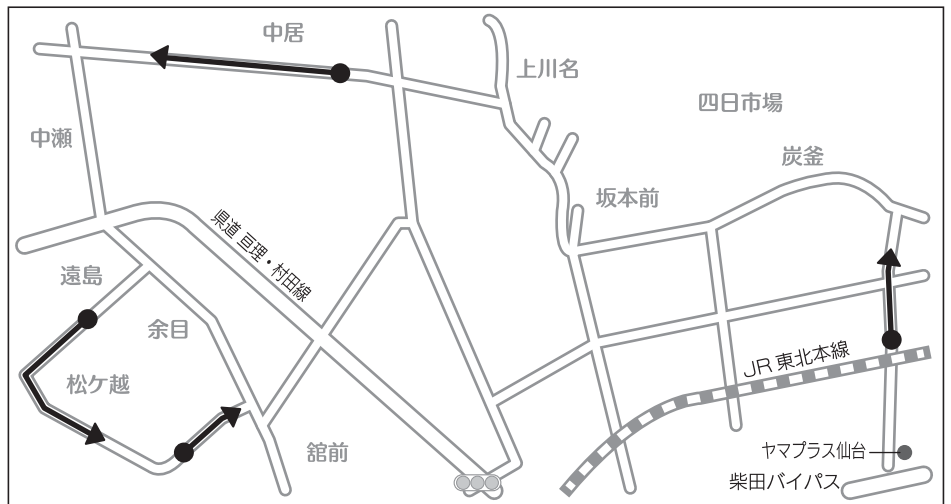 中居
上川名
四日市場
中瀬
炭釜
坂本前
県道 亘理・村田線
遠島
余目
松ケ越
JR 東北本線
舘前
ヤマプラス仙台
柴田バイパス